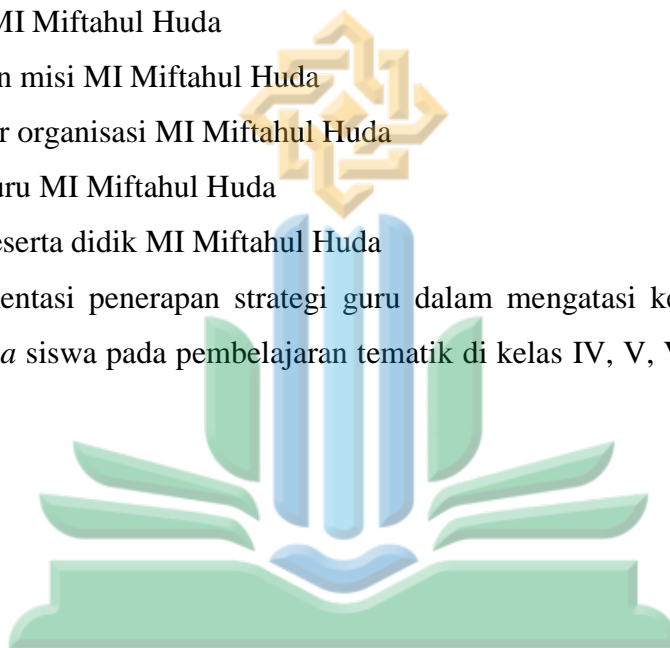 MI Miftahul Huda
n misi MI Miftahul Huda
r organisasi MI Miftahul Huda
uru MI Miftahul Huda
eserta didik MI Miftahul Huda
entasi penerapan strategi guru dalam mengatasi ke
a siswa pada pembelajaran tematik di kelas IV, V, V